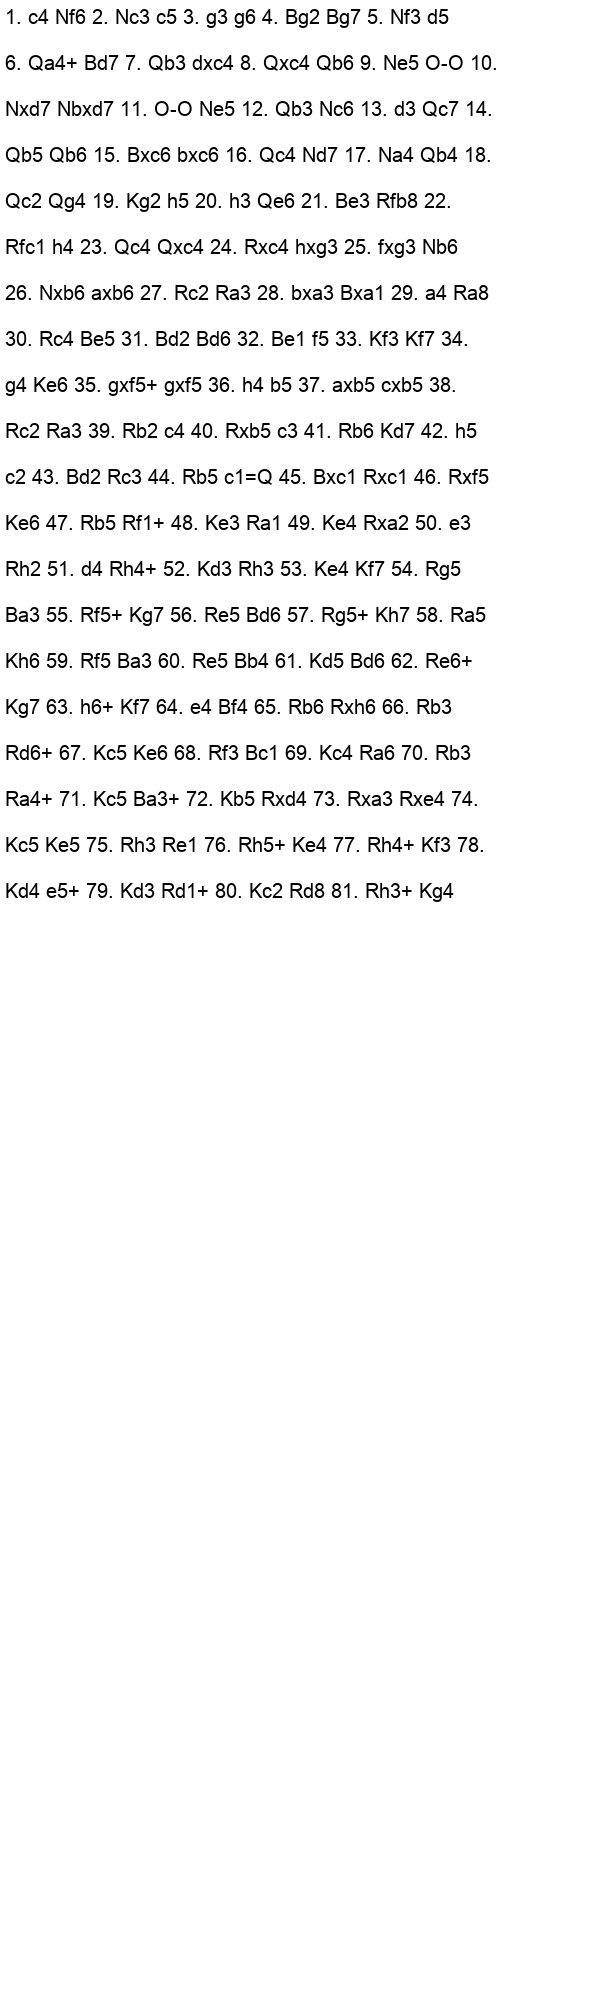 1. c4 Nf6 2. Nc3 c5 3. g3 g6 4. Bg2 Bg7 5. Nf3 d5
6. Qa4+ Bd7 7. Qb3 dxc4 8. Qxc4 Qb6 9. Ne5 O-O 10.
Nxd7 Nbxd7 11. O-O Ne5 12. Qb3 Nc6 13. d3 Qc7 14.
Qb5 Qb6 15. Bxc6 bxc6 16. Qc4 Nd7 17. Na4 Qb4 18.
Qc2 Qg4 19. Kg2 h5 20. h3 Qe6 21. Be3 Rfb8 22.
Rfc1 h4 23. Qc4 Qxc4 24. Rxc4 hxg3 25. fxg3 Nb6
26. Nxb6 axb6 27. Rc2 Ra3 28. bxa3 Bxa1 29. a4 Ra8
30. Rc4 Be5 31. Bd2 Bd6 32. Be1 f5 33. Kf3 Kf7 34.
g4 Ke6 35. gxf5+ gxf5 36. h4 b5 37. axb5 cxb5 38.
Rc2 Ra3 39. Rb2 c4 40. Rxb5 c3 41. Rb6 Kd7 42. h5
c2 43. Bd2 Rc3 44. Rb5 c1=Q 45. Bxc1 Rxc1 46. Rxf5
Ke6 47. Rb5 Rf1+ 48. Ke3 Ra1 49. Ke4 Rxa2 50. e3
Rh2 51. d4 Rh4+ 52. Kd3 Rh3 53. Ke4 Kf7 54. Rg5
Ba3 55. Rf5+ Kg7 56. Re5 Bd6 57. Rg5+ Kh7 58. Ra5
Kh6 59. Rf5 Ba3 60. Re5 Bb4 61. Kd5 Bd6 62. Re6+
Kg7 63. h6+ Kf7 64. e4 Bf4 65. Rb6 Rxh6 66. Rb3
Rd6+ 67. Kc5 Ke6 68. Rf3 Bc1 69. Kc4 Ra6 70. Rb3
Ra4+ 71. Kc5 Ba3+ 72. Kb5 Rxd4 73. Rxa3 Rxe4 74.
Kc5 Ke5 75. Rh3 Re1 76. Rh5+ Ke4 77. Rh4+ Kf3 78.
Kd4 e5+ 79. Kd3 Rd1+ 80. Kc2 Rd8 81. Rh3+ Kg4